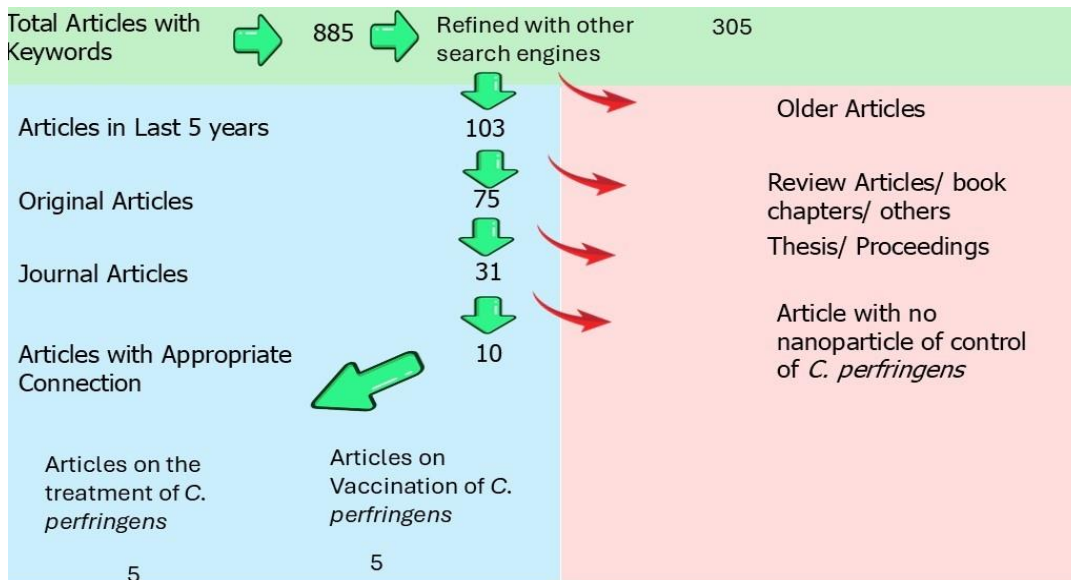 Total Articles with
Keywords
885
Refined with other
search engines
305
Articles in Last 5 years
103
Older Articles
Original Articles
75
Review Articles/ book
chapters/ others
Journal Articles
31
Thesis/ Proceedings
Articles with Appropriate
Connection
10
Article with no
nanoparticle of control
of C. perfringens
Articles on the
treatment of C.
perfringens
5
Articles on
Vaccination of C.
perfringens
5